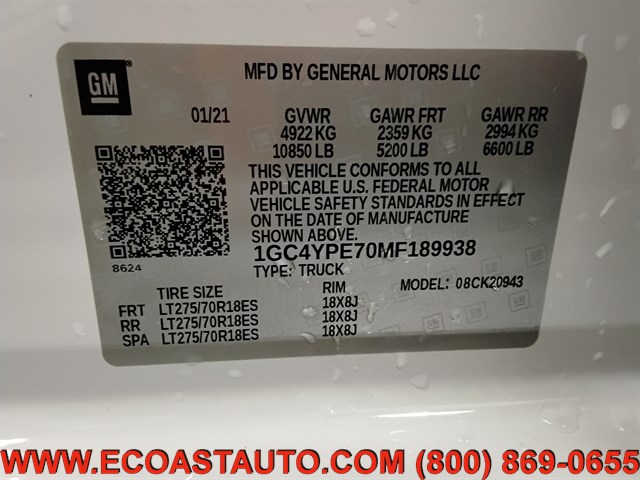 GM
MFD BY GENERAL MOTORS LLC
01/21 GVWR GAWR FRT GAWR RR
4922 KG 2359 KG 2994 KG
10850 LB 5200 LB 6600 LB
THIS VEHICLE CONFORMS TO ALL
APPLICABLE U.S. FEDERAL MOTOR
VEHICLE SAFETY STANDARDS IN EFFECT
ON THE DATE OF MANUFACTURE
SHOWN ABOVE.
8624 1GC4YPE70MF189938
TYPE: TRUCK
TIRE SIZE RIM MODEL: 08CK20943
FRT LT275/70R18ES 18X8J
RR LT275/70R18ES 18X8J
SPA LT275/70R18ES 18X8J
WWW.ECOASTAUTO.COM (800) 869-0655